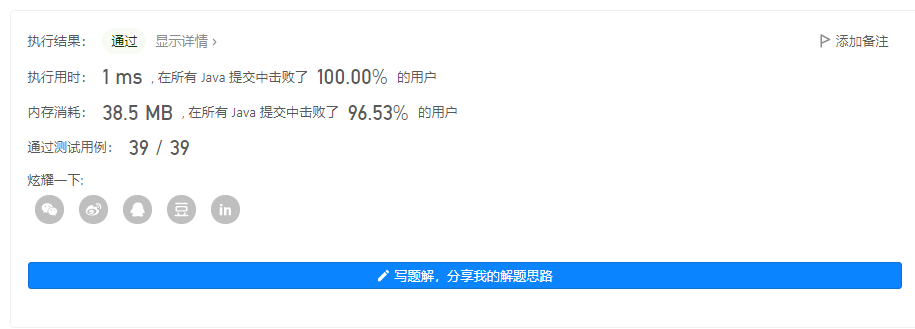 执行结果： 通过 显示详情 › 添加备注
执行用时： 1 ms , 在所有 Java 提交中击败了 100.00% 的用户
内存消耗： 38.5 MB , 在所有 Java 提交中击败了 96.53% 的用户
通过测试用例： 39 / 39
炫耀一下:
豆 in
写题解，分享我的解题思路